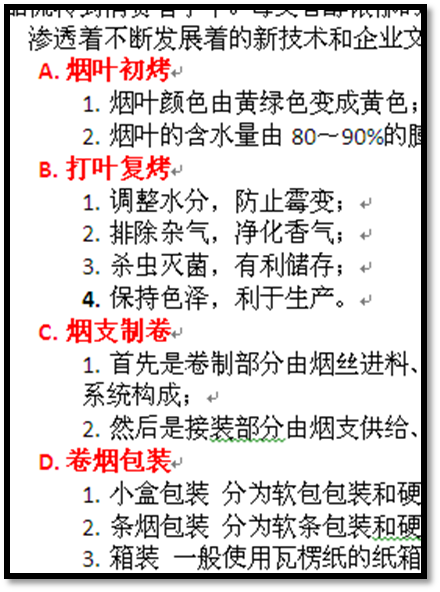 渗透着不断发展着的新技术和企业文
A. 烟叶初烤
1. 烟叶颜色由黄绿色变成黄色；
2. 烟叶的含水量由 80～90%的
B. 打叶复烤
1. 调整水分，防止霉变；
2. 排除杂气，净化香气；
3. 杀虫灭菌，有利储存；
4. 保持色泽，利于生产。
C. 烟支制卷
1. 首先是卷制部分由烟丝进料、
系统构成；
2. 然后是接装部分由烟支供给、
D. 卷烟包装
1. 小盒包装 分为软包包装和硬
2. 条烟包装 分为软条包装和硬
3. 箱装 一般使用瓦楞纸的纸箱